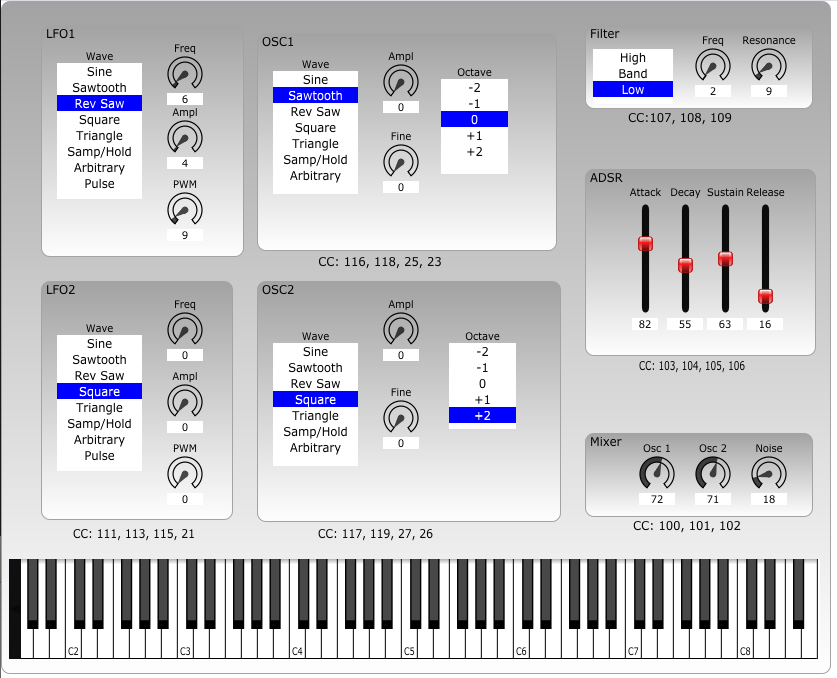 LFO1
Wave
Sine
Sawtooth
Rev Saw
Square
Triangle
Samp/Hold
Arbitrary
Pulse
Freq
6
Ampl
4
PWM
9
OSC1
Wave
Sine
Sawtooth
Rev Saw
Square
Triangle
Samp/Hold
Arbitrary
Ampl
0
Fine
0
Octave
-2
-1
0
+1
+2
CC: 116, 118, 25, 23
Filter
High
Band
Low
Freq
2
Resonance
9
CC:107, 108, 109
ADSR
Attack Decay Sustain Release
82 55 63 16
CC: 103, 104, 105, 106
LFO2
Wave
Sine
Sawtooth
Rev Saw
Square
Triangle
Samp/Hold
Arbitrary
Pulse
Freq
0
Ampl
0
PWM
0
CC: 111, 113, 115, 21
OSC2
Wave
Sine
Sawtooth
Rev Saw
Square
Triangle
Samp/Hold
Arbitrary
Ampl
0
Fine
0
Octave
-2
-1
0
+1
+2
CC: 117, 119, 27, 26
Mixer
Osc 1 Osc 2 Noise
72 71 18
CC: 100, 101, 102
C2 C3 C4 C5 C6 C7 C8